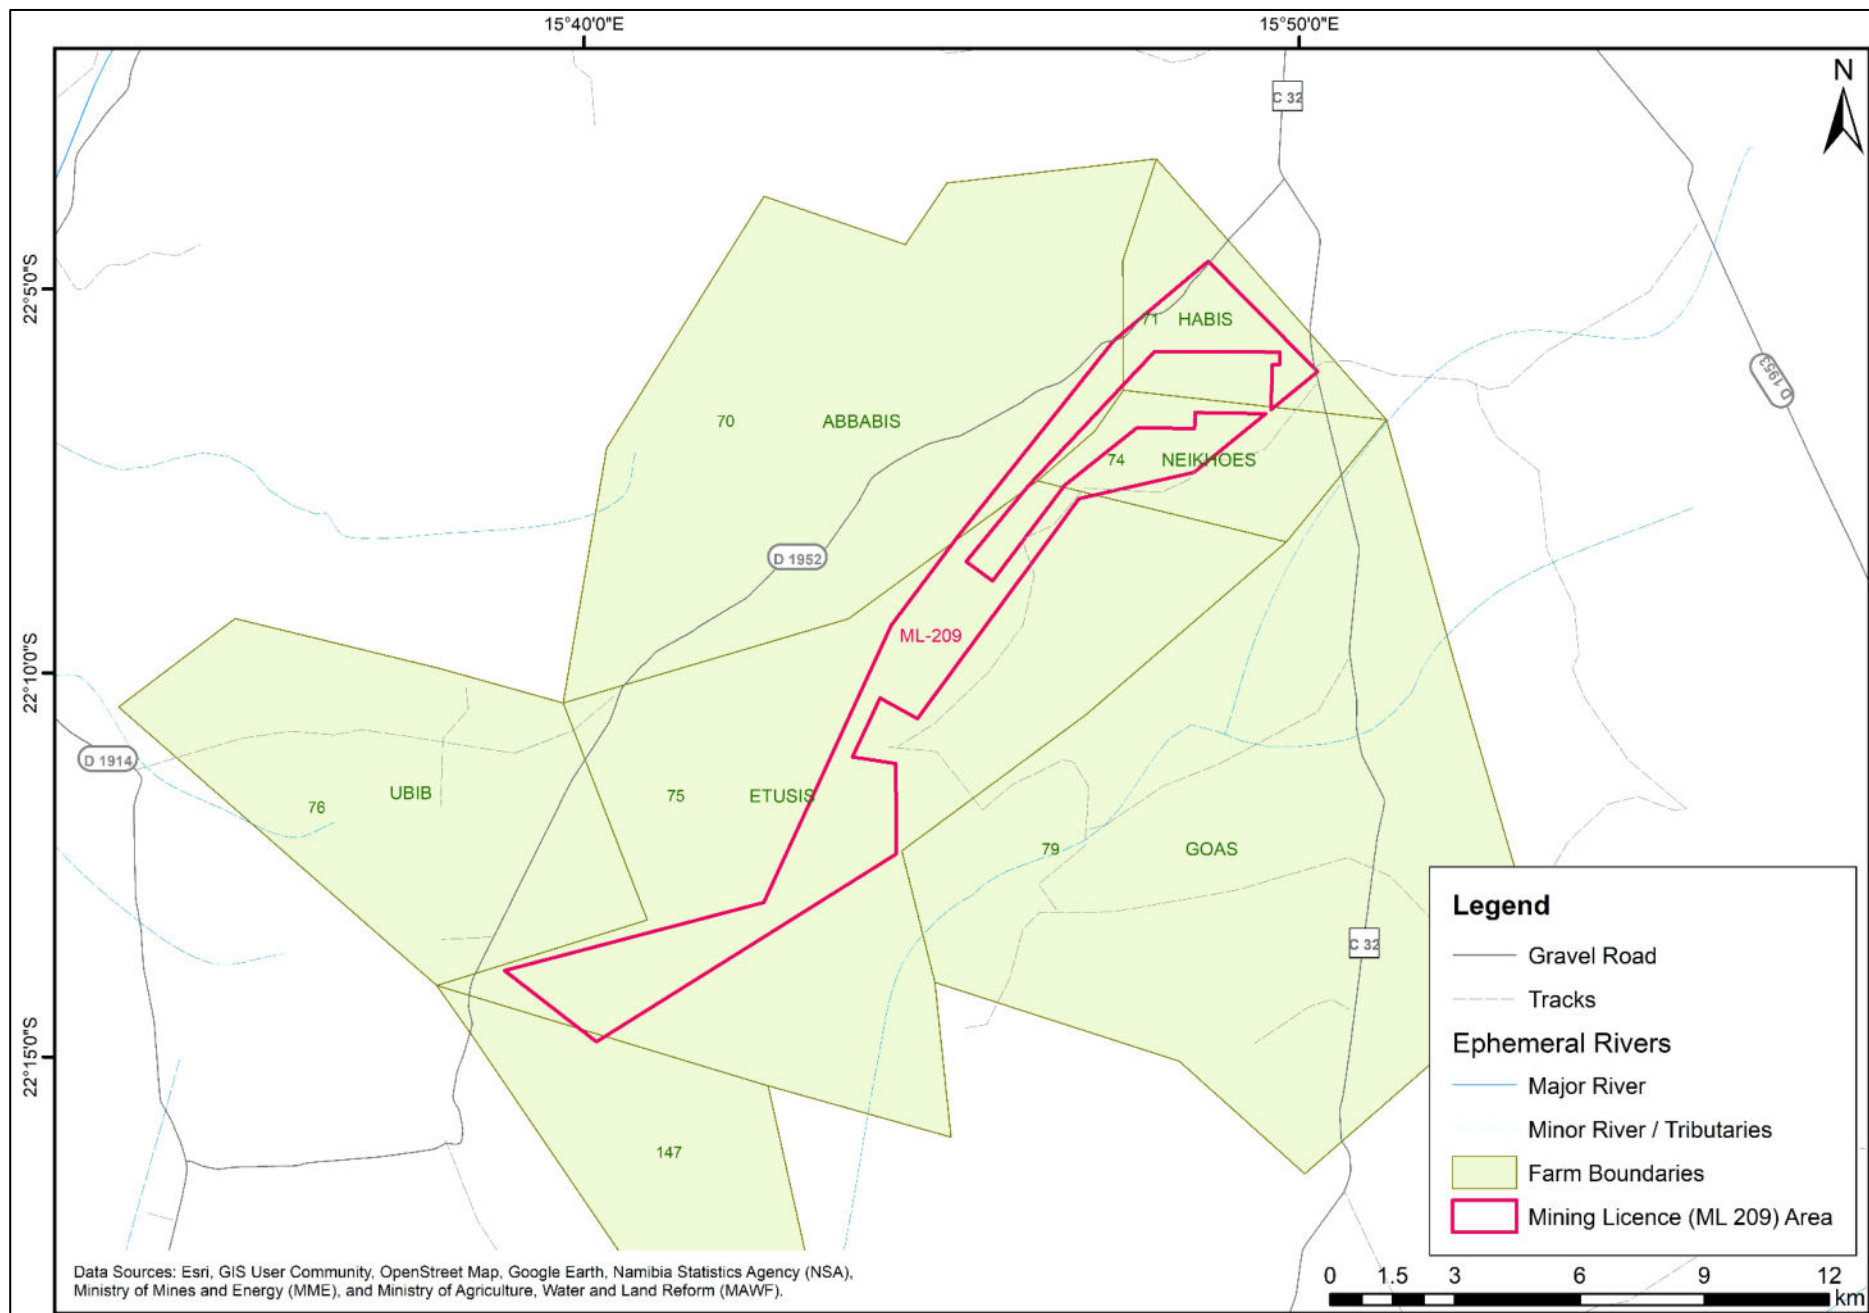 15°40'0"E
15°50'0"E
N
C 32
22°5'0"S
71 HABIS
D 1953
70 ABBABIS
74 NEIKHOES
D 1952
ML-209
22°10'0"S
D 1914
76 UBIB
75 ETUSIS
79 GOAS
C 32
22°15'0"S
147
Legend
Gravel Road
Tracks
Ephemeral Rivers
Major River
Minor River / Tributaries
Farm Boundaries
Mining Licence (ML 209) Area
Data Sources: Esri, GIS User Community, OpenStreet Map, Google Earth, Namibia Statistics Agency (NSA),
Ministry of Mines and Energy (MME), and Ministry of Agriculture, Water and Land Reform (MAWF).
0 1.5 3 6 9 12
km